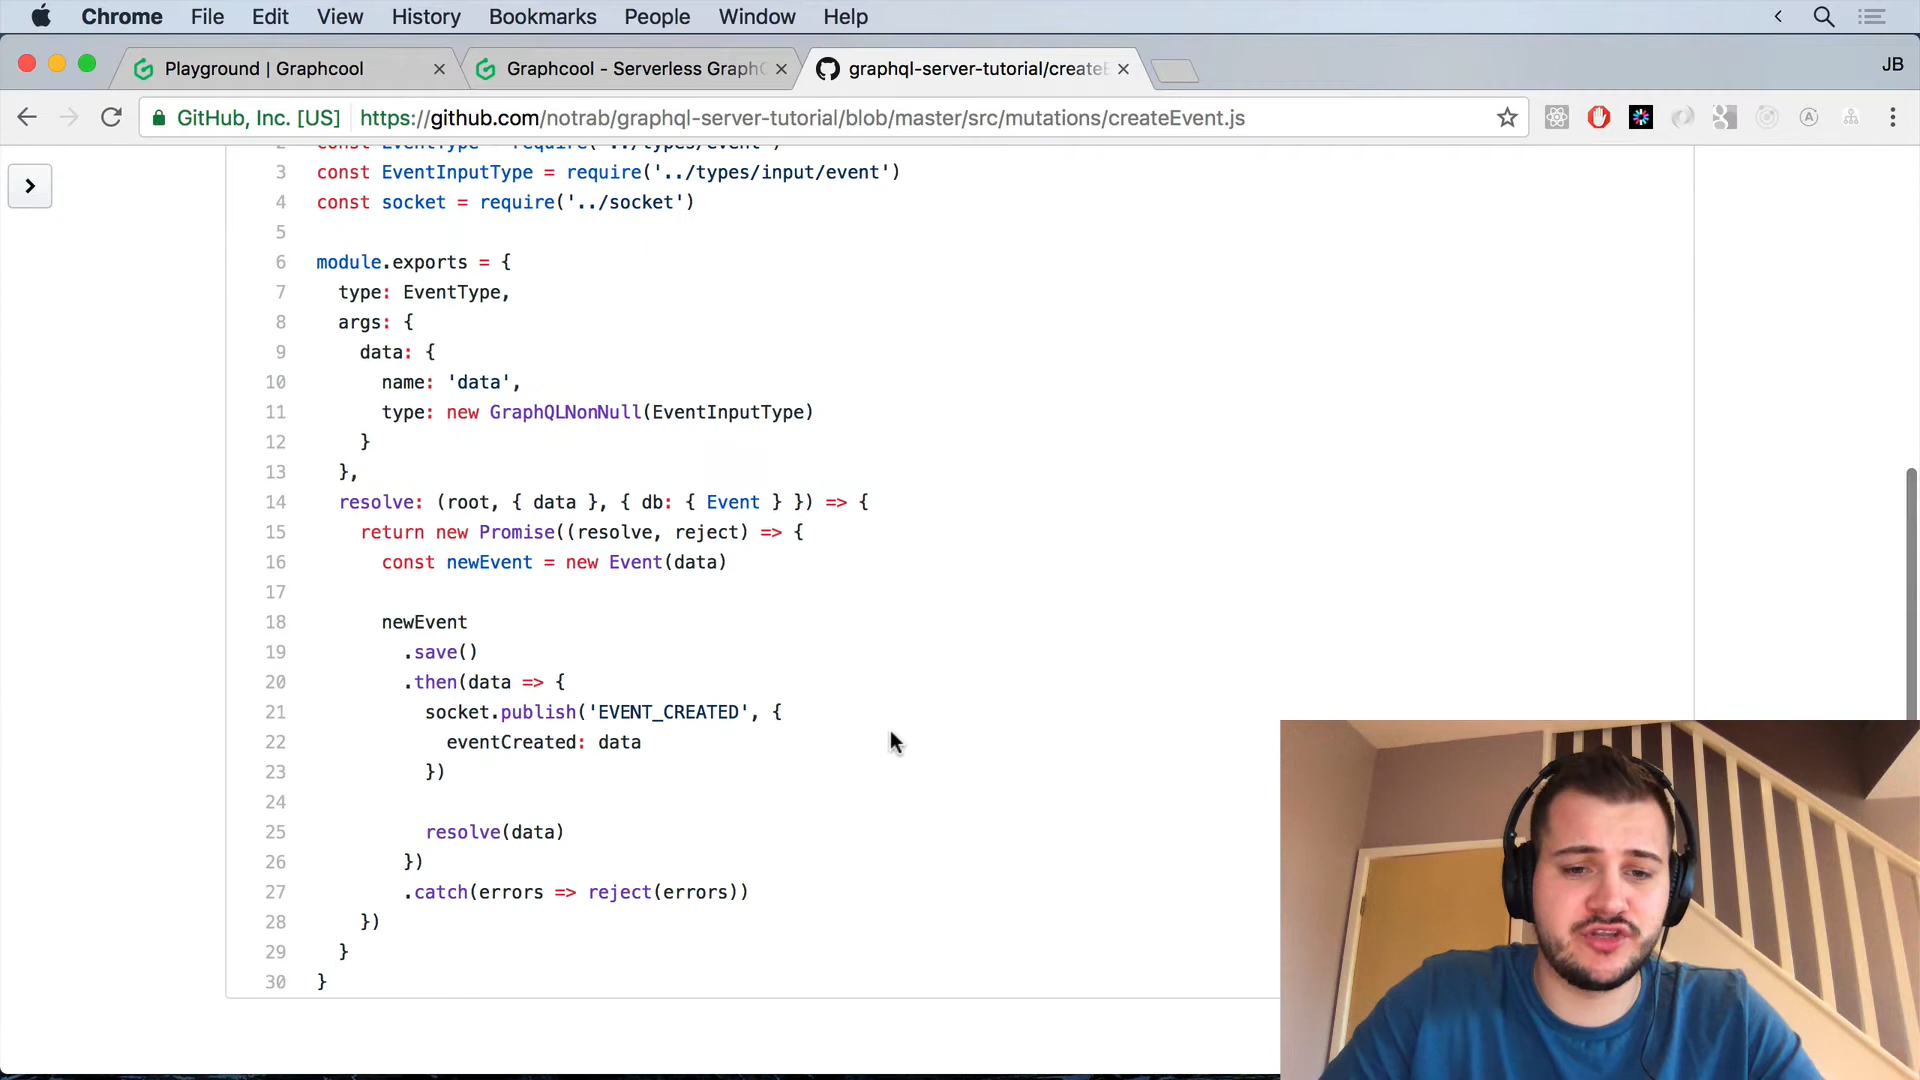 Chrome File Edit View History Bookmarks People Window Help
Playground | Graphcool
Graphcool - Serverless Graph
graphql-server-tutorial/create
JB
GitHub, Inc. [US] https://github.com/notrab/graphql-server-tutorial/blob/master/src/mutations/createEvent.js
2 const EventType = require('../types/event')
3 const EventInputType = require('../types/input/event')
4 const socket = require('../socket')
5
6 module.exports = {
7 type: EventType,
8 args: {
9 data: {
10 name: 'data',
11 type: new GraphQLNonNull(EventInputType)
12 }
13 },
14 resolve: (root, { data }, { db: { Event } }) => {
15 return new Promise((resolve, reject) => {
16 const newEvent = new Event(data)
17
18 newEvent
19 .save()
20 .then(data => {
21 socket.publish('EVENT_CREATED', {
22 eventCreated: data
23 })
24
25 resolve(data)
26 })
27 .catch(errors => reject(errors))
28 })
29 }
30 }